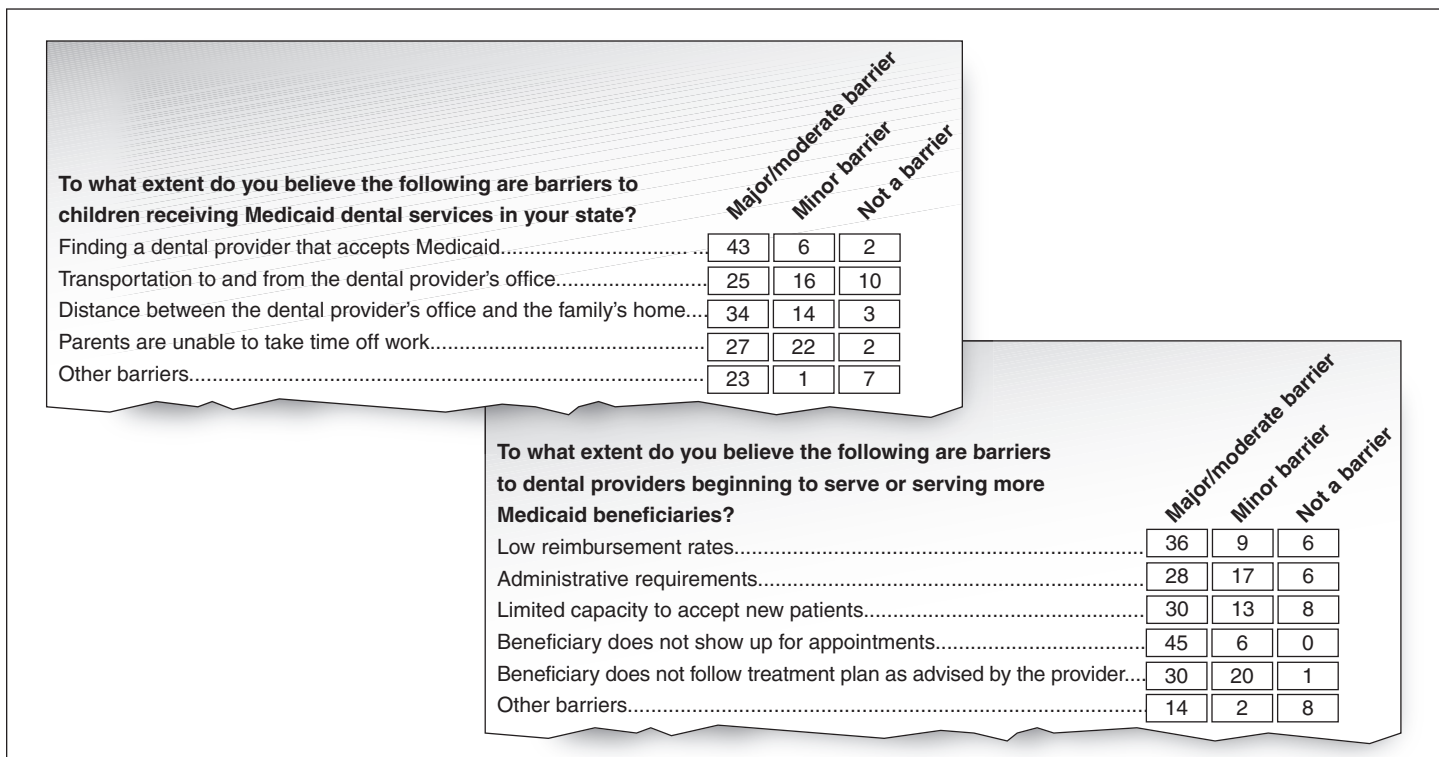 Major/moderate barrier
Minor barrier
Not a barrier
To what extent do you believe the following are barriers to
children receiving Medicaid dental services in your state?
Finding a dental provider that accepts Medicaid.................................. 43 6 2
Transportation to and from the dental provider's office.......................... 25 16 10
Distance between the dental provider's office and the family's home.... 34 14 3
Parents are unable to take time off work............................................... 27 22 2
Other barriers........................................................................................ 23 1 7
Major/moderate barrier
Minor barrier
Not a barrier
To what extent do you believe the following are barriers
to dental providers beginning to serve or serving more
Medicaid beneficiaries?
Low reimbursement rates...................................................................... 36 9 6
Administrative requirements.................................................................. 28 17 6
Limited capacity to accept new patients................................................ 30 13 8
Beneficiary does not show up for appointments.................................... 45 6 0
Beneficiary does not follow treatment plan as advised by the provider.... 30 20 1
Other barriers........................................................................................ 14 2 8